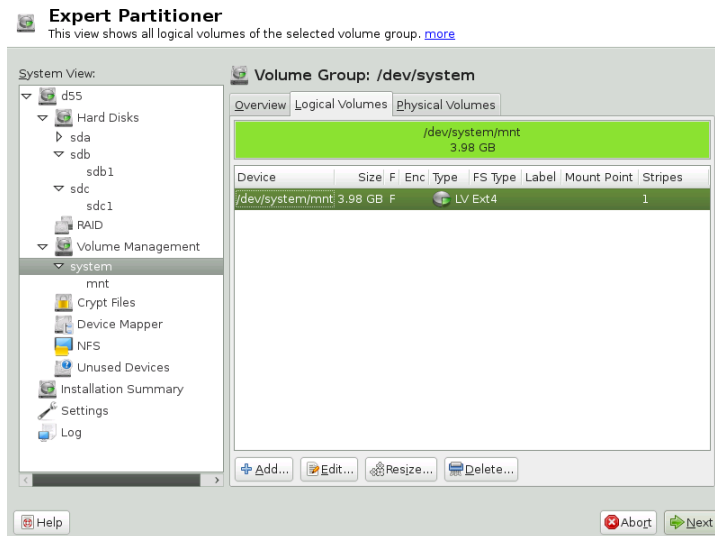 Expert Partitioner
This view shows all logical volumes of the selected volume group. more
System View:
d55
Hard Disks
sda
sdb
sdb1
sdc
sdc1
RAID
Volume Management
system
mnt
Crypt Files
Device Mapper
NFS
Unused Devices
Installation Summary
Settings
Log
Volume Group: /dev/system
Overview Logical Volumes Physical Volumes
/dev/system/mnt
3.98 GB
Device Size F Enc Type FS Type Label Mount Point Stripes
/dev/system/mnt 3.98 GB F LV Ext4 1
Add... Edit... Resize... Delete...
Help Abort Next